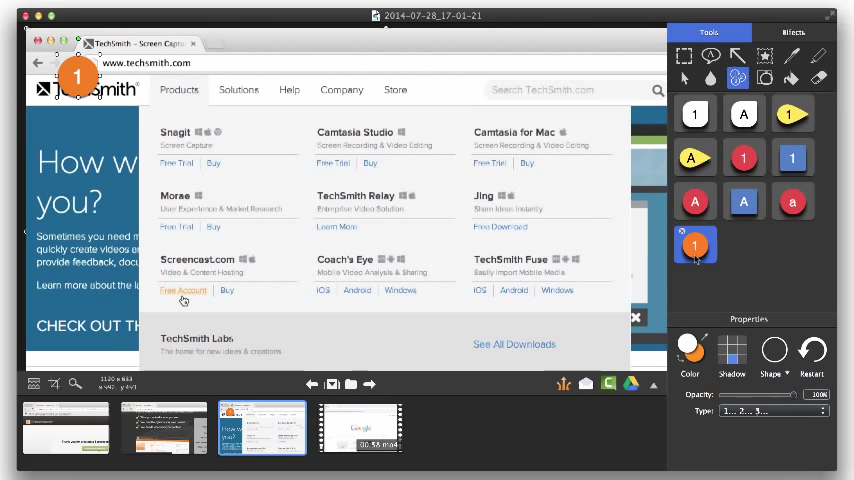 2014-07-28_17-01-21
Tools Effects
TechSmith – Screen Captu
www.techsmith.com
1
Products Solutions Help Company Store Search TechSmith.com
1 A 1
A 1 1
A A a
1
How w
you?
Sometimes you need m
quickly create videos a
provide feedback, docu
Learn more about the la
CHECK OUT TH
Snagit
Screen Capture
Free Trial Buy
Camtasia Studio
Screen Recording & Video Editing
Free Trial Buy
Camtasia for Mac
Screen Recording & Video Editing
Free Trial Buy
Morae
User Experience & Market Research
Free Trial Buy
TechSmith Relay
Enterprise Video Solution
Learn More
Jing
Share Ideas Instantly
Free Download
Screencast.com
Video & Content Hosting
Free Account Buy
Coach's Eye
Mobile Video Analysis & Sharing
iOS Android Windows
TechSmith Fuse
Easily Import Mobile Media
iOS Android Windows
TechSmith Labs
The home for new ideas & creations
See All Downloads
Properties
Color Shadow Shape Restart
Opacity: 100%
Type: 1... 2... 3...
Google
00:58 mp4